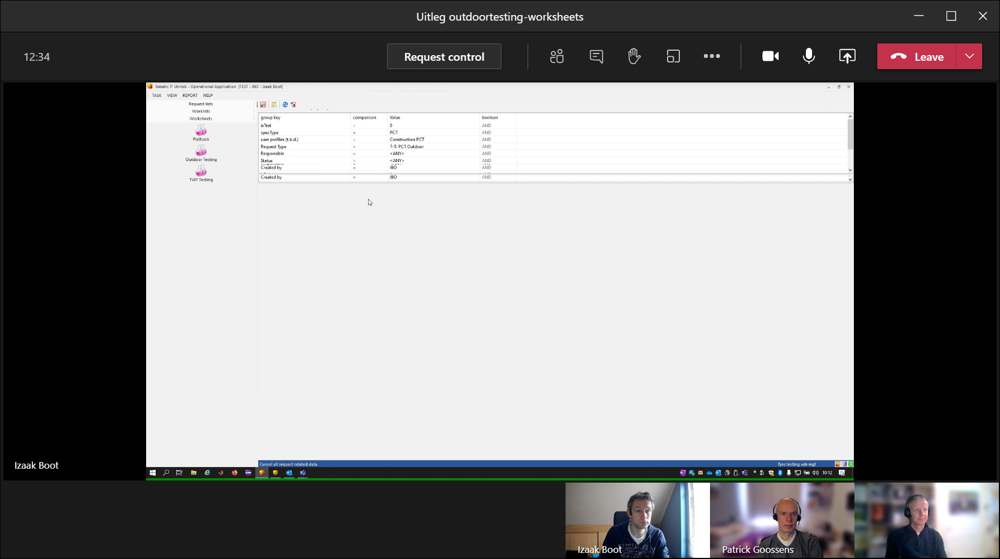 Uitleg outdoortesting-worksheets
12:34
Request control
Leave
Simatic IT Unilab - Operational Application (TEST - IBO - Izaak Boot)
TASK VIEW REPORT HELP
Request lists
Worklists
Worksheets
Flattrack
Outdoor Testing
TWT Testing
group key comparison Value boolean
isTest = 0 AND
specType = PCT AND
user profiles (t.b.d.) = Construction PCT AND
Request Type = T-T: PCT Outdoor AND
Responsible = <ANY> AND
Status = <ANY> AND
Created by = IBO AND
Created by = IBO AND
Izaak Boot
Cancel all request related data
Tyre testing adv mgt
10:12
Izaak Boot
Patrick Goossens